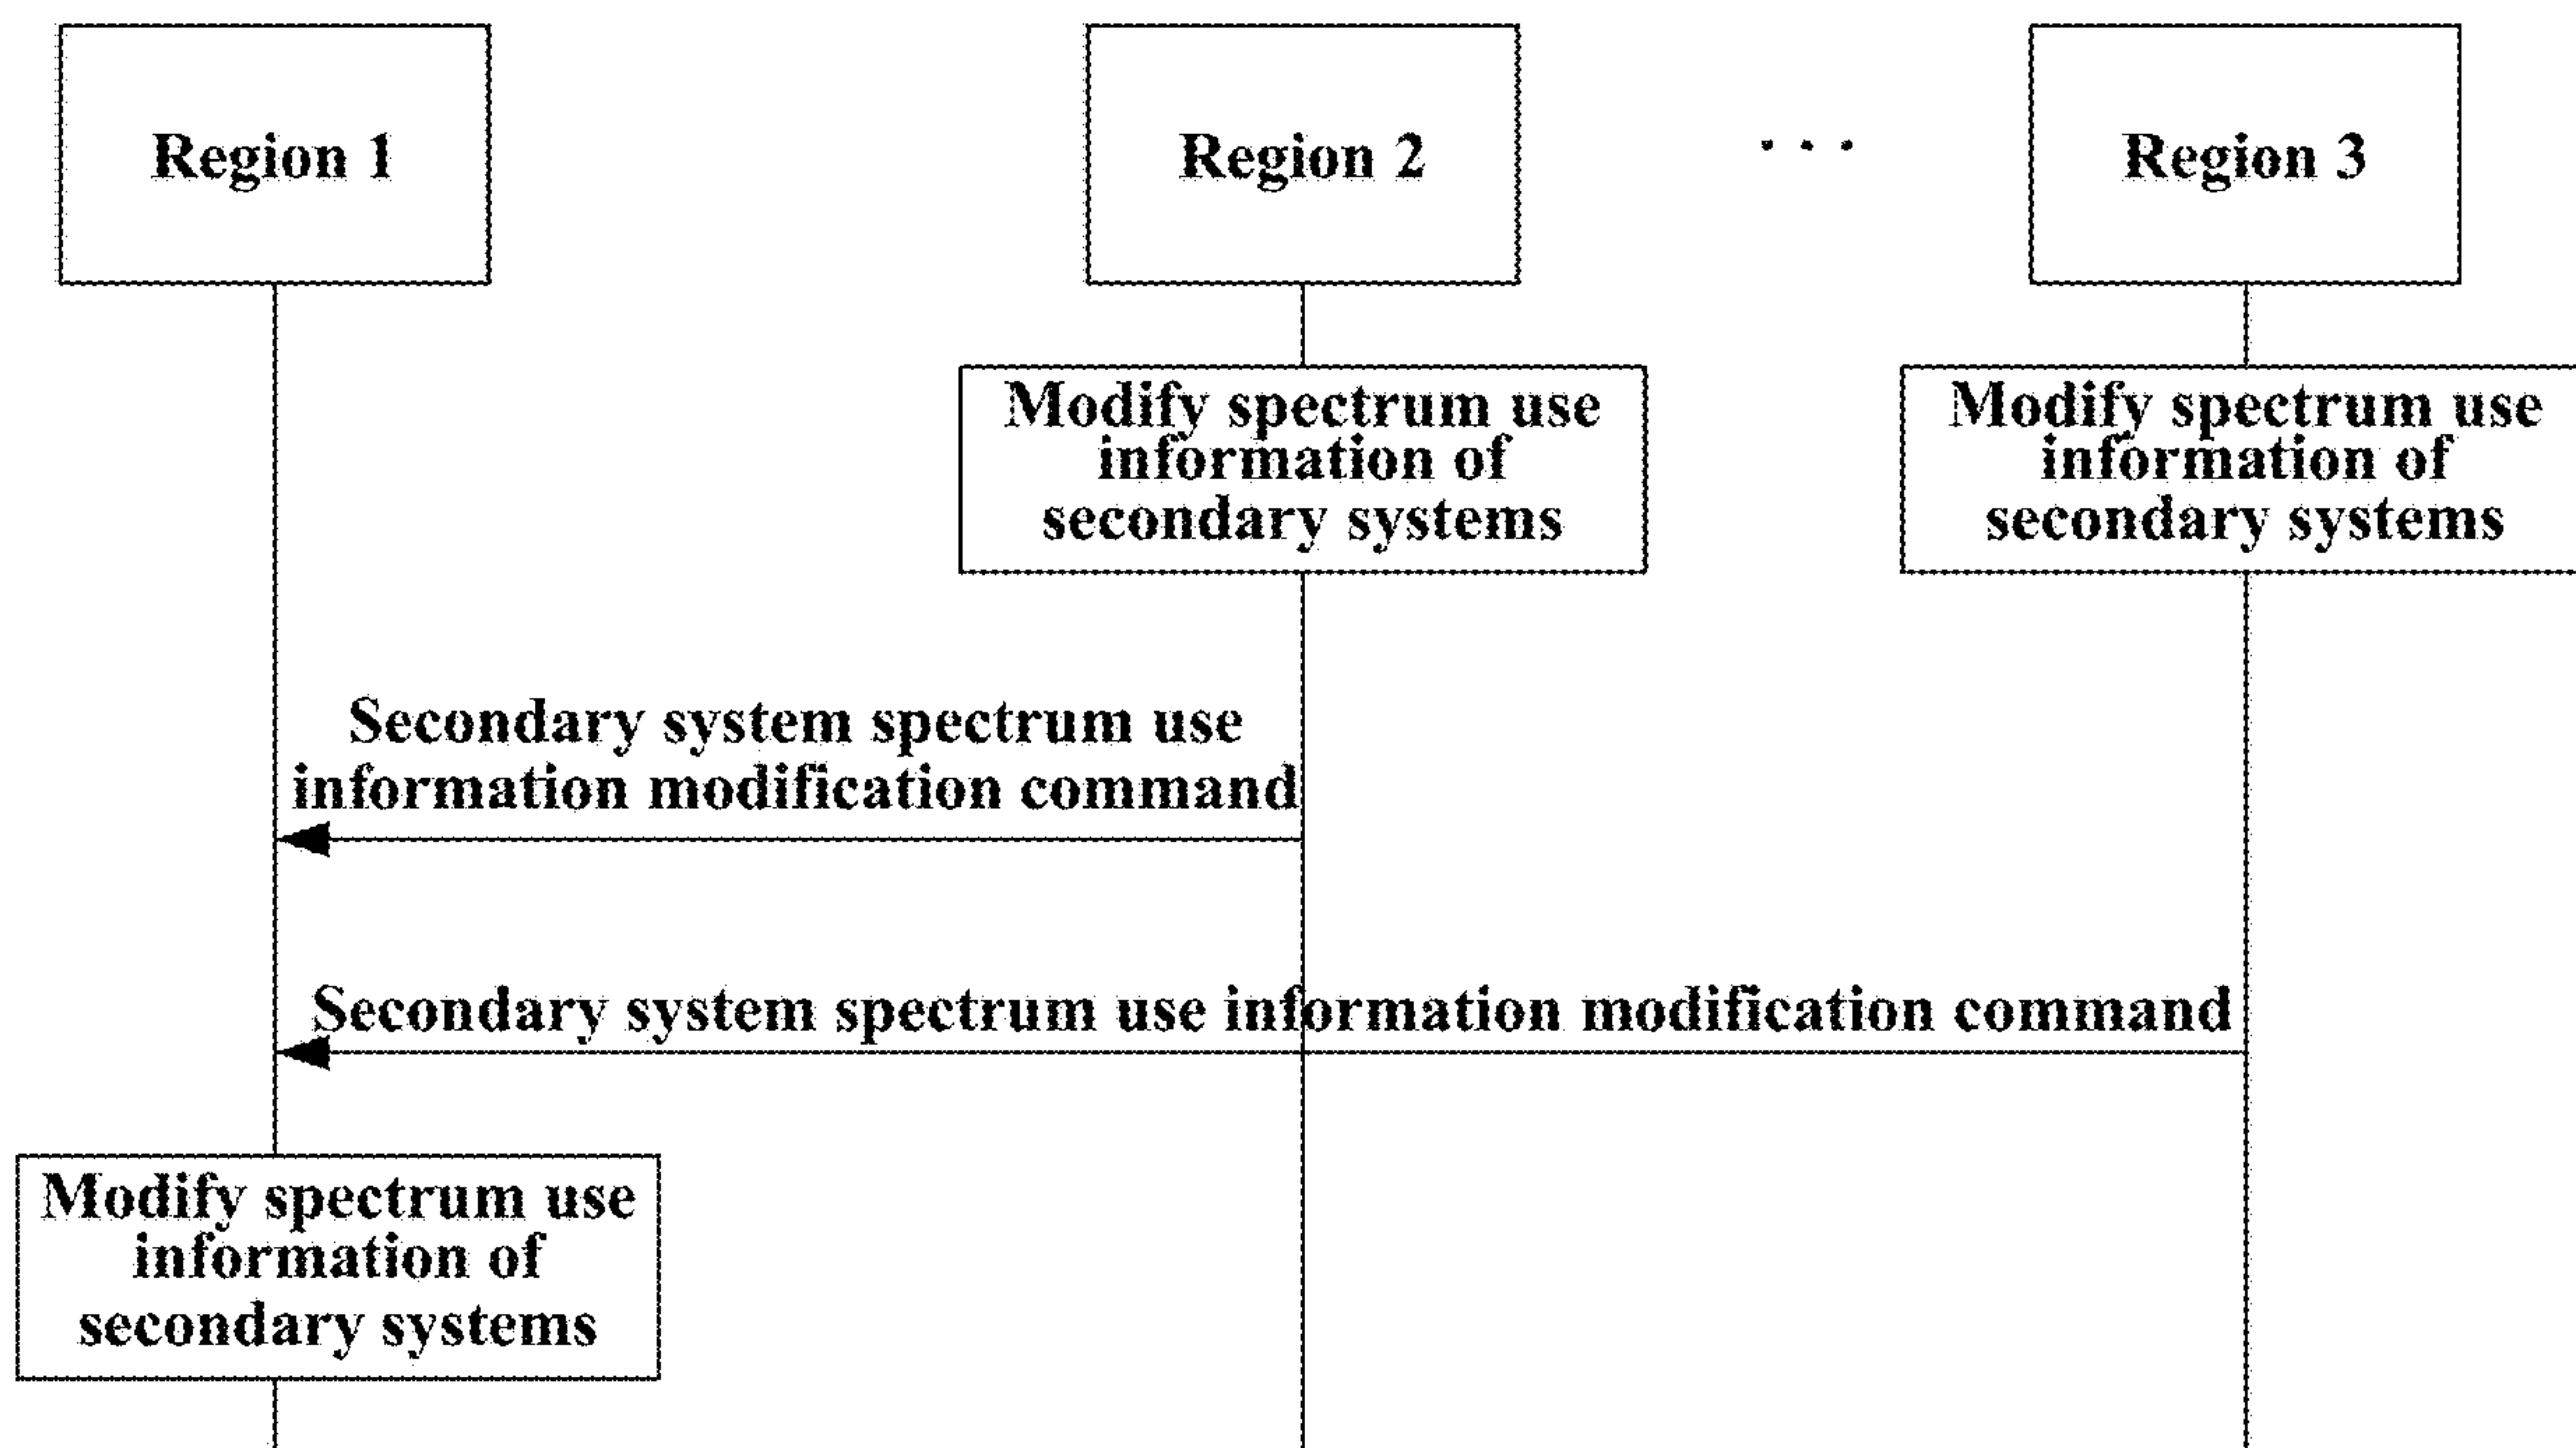 Region 1
Region 2
. . .
Region 3
Modify spectrum use
information of
secondary systems
Modify spectrum use
information of
secondary systems
Secondary system spectrum use
information modification command
Secondary system spectrum use information modification command
Modify spectrum use
information of
secondary systems